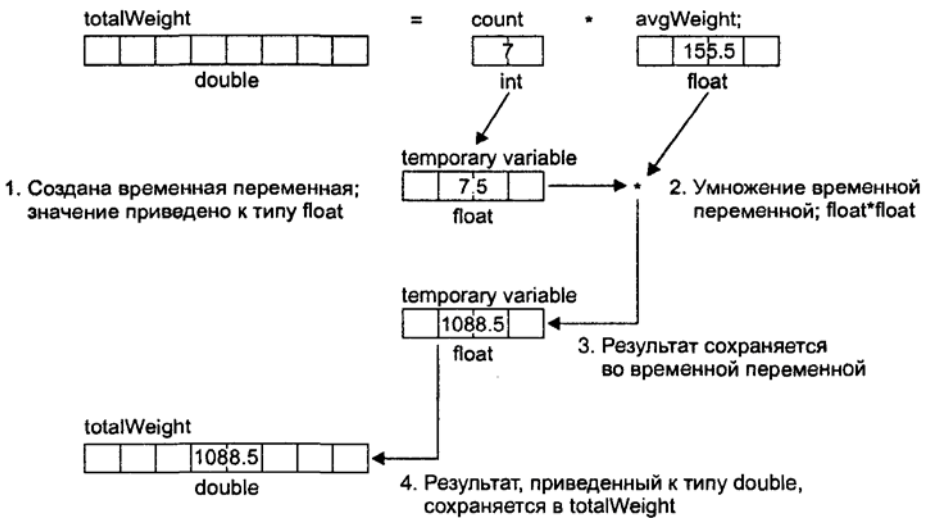 totalWeight = count * avgWeight;
7 155.5
double int float
temporary variable
1. Создана временная переменная;
значение приведено к типу float
7.5
float
*
2. Умножение временной
переменной; float*float
temporary variable
1088.5
float
3. Результат сохраняется
во временной переменной
totalWeight
1088.5
double
4. Результат, приведенный к типу double,
сохраняется в totalWeight